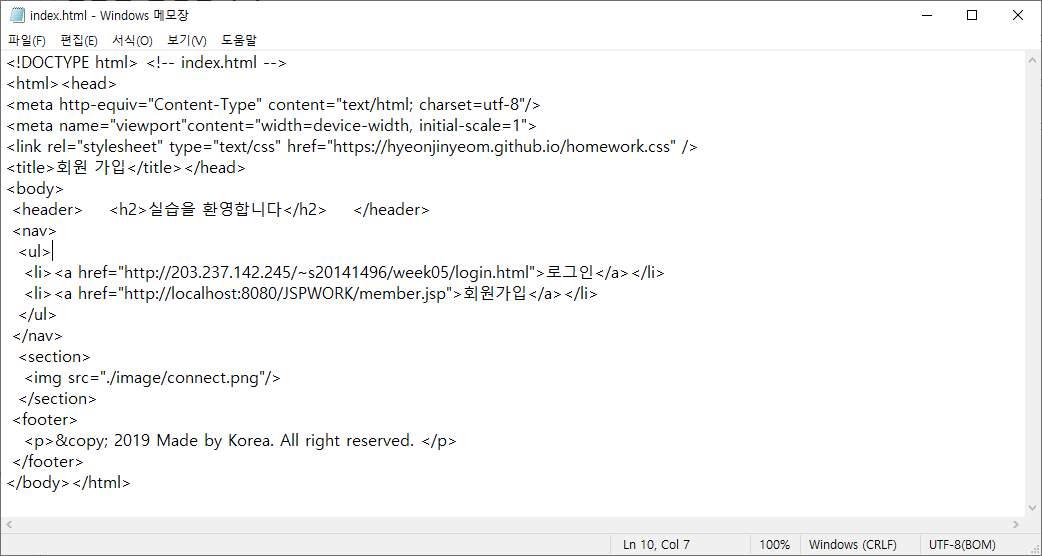 index.html - Windows 메모장
파일(F) 편집(E) 서식(O) 보기(V) 도움말
<!DOCTYPE html> <!-- index.html -->
<html><head>
<meta http-equiv="Content-Type" content="text/html; charset=utf-8"/>
<meta name="viewport"content="width=device-width, initial-scale=1">
<link rel="stylesheet" type="text/css" href="https://hyeonjinyeom.github.io/homework.css" />
<title>회원 가입</title></head>
<body>
<header> <h2>실습을 환영합니다</h2> </header>
<nav>
<ul>
<li><a href="http://203.237.142.245/~s20141496/week05/login.html">로그인</a></li>
<li><a href="http://localhost:8080/JSPWORK/member.jsp">회원가입</a></li>
</ul>
</nav>
<section>
<img src="./image/connect.png"/>
</section>
<footer>
<p>&copy; 2019 Made by Korea. All right reserved. </p>
</footer>
</body></html>
Ln 10, Col 7 100% Windows (CRLF) UTF-8(BOM)